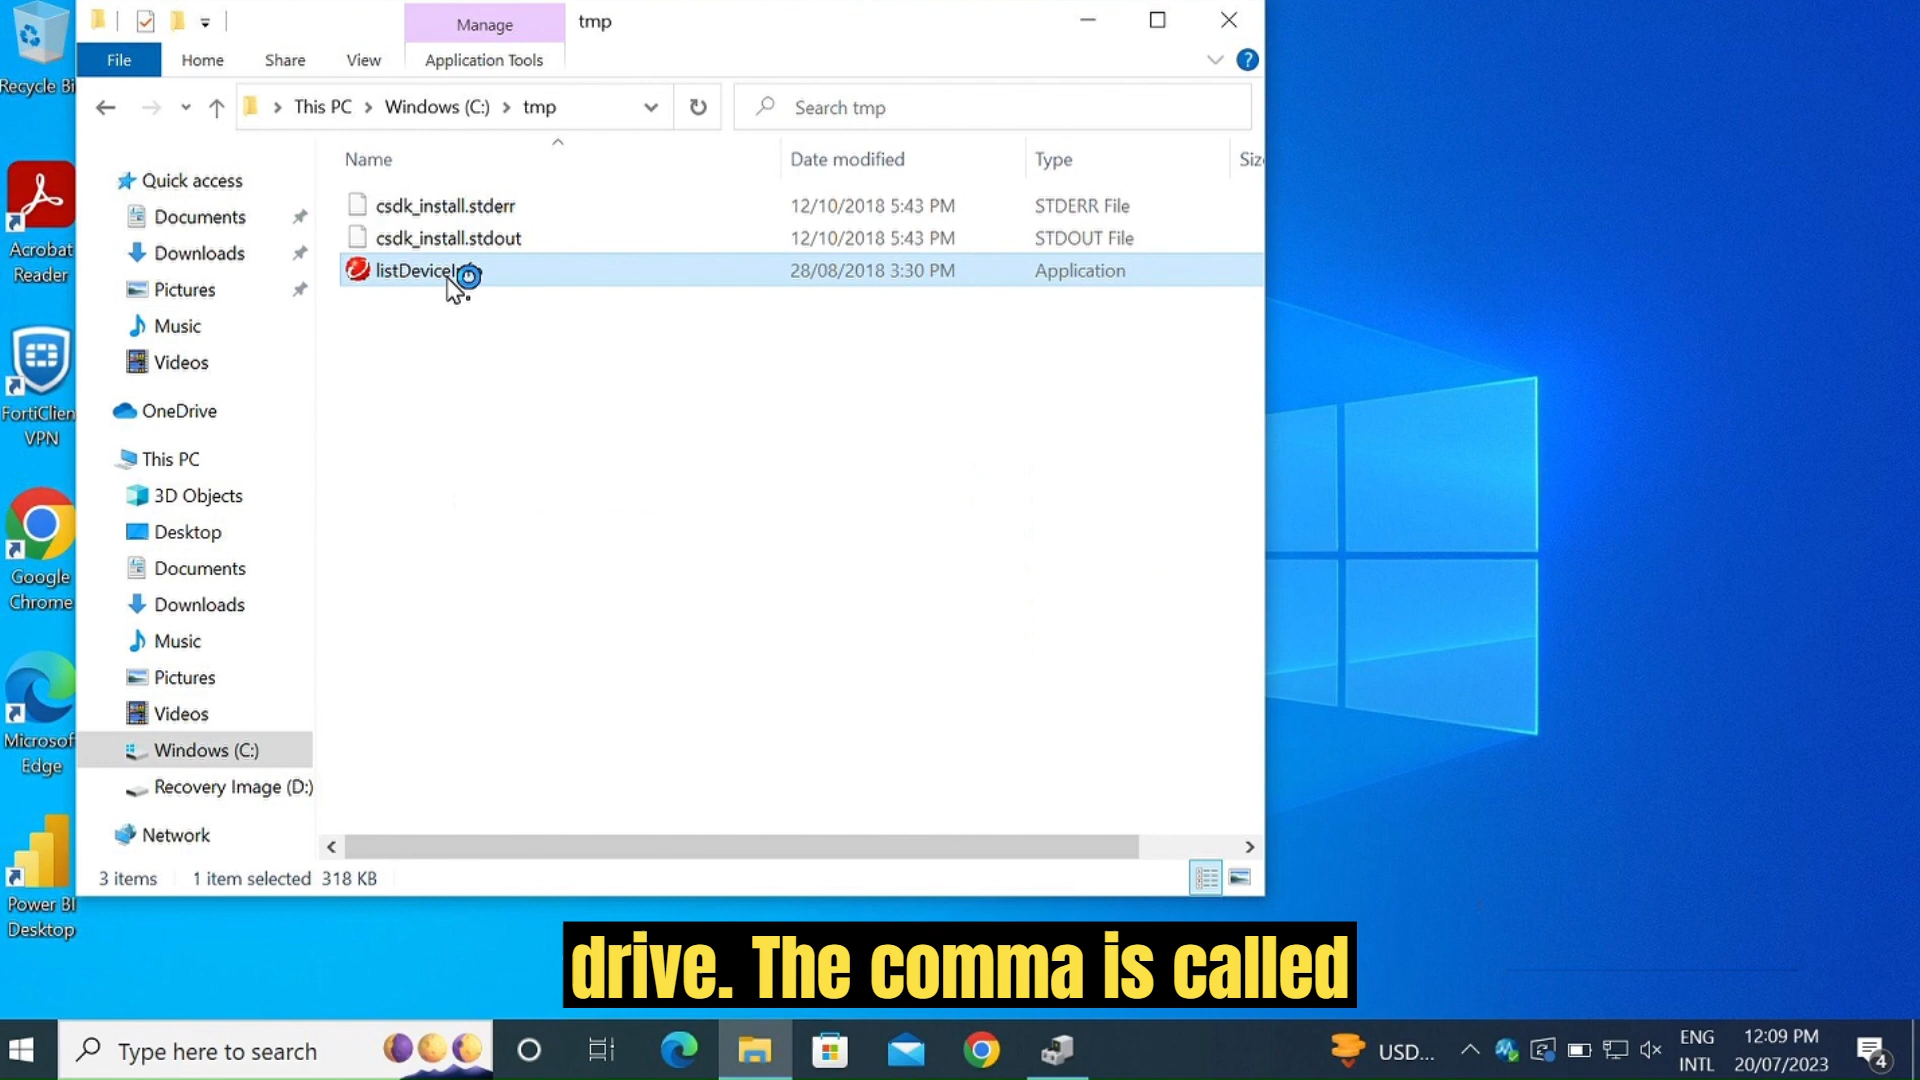 Manage
tmp
File
Home
Share
View
Application Tools
This PC
Windows (C:)
tmp
Search tmp
Name
Date modified
Type
Quick access
Documents
Downloads
Pictures
Music
Videos
OneDrive
This PC
3D Objects
Desktop
Documents
Downloads
Music
Pictures
Videos
Windows (C:)
Recovery Image (D:)
Network
csdk_install.stderr
12/10/2018 5:43 PM
STDERR File
csdk_install.stdout
12/10/2018 5:43 PM
STDOUT File
28/08/2018 3:30 PM
Application
3 items
1 item selected 318 KB
Recycle Bi
Acrobat
Reader
FortiClien
VPN
Google
Chrome
Microsof
Edge
Power BI
Desktop
drive. The comma is called
Type here to search
USD...
ENG
INTL
12:09 PM
20/07/2023
4